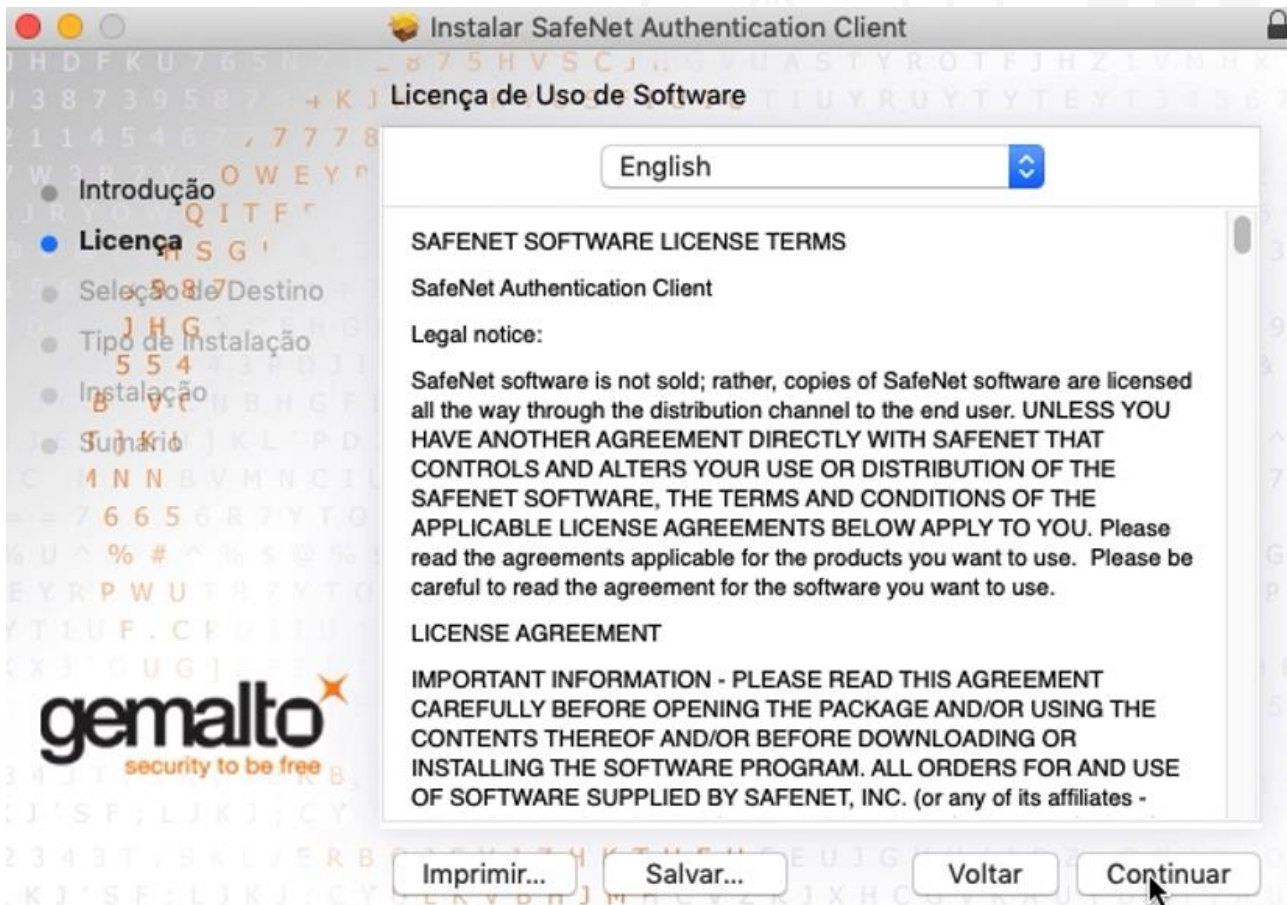 Instalar SafeNet Authentication Client
Licença de Uso de Software
English
Introdução
Licença
Seleção de Destino
Tipo de Instalação
Instalação
Sumário
gemalto
security to be free
SAFENET SOFTWARE LICENSE TERMS
SafeNet Authentication Client
Legal notice:
SafeNet software is not sold; rather, copies of SafeNet software are licensed
all the way through the distribution channel to the end user. UNLESS YOU
HAVE ANOTHER AGREEMENT DIRECTLY WITH SAFENET THAT
CONTROLS AND ALTERS YOUR USE OR DISTRIBUTION OF THE
SAFENET SOFTWARE, THE TERMS AND CONDITIONS OF THE
APPLICABLE LICENSE AGREEMENTS BELOW APPLY TO YOU. Please
read the agreements applicable for the products you want to use. Please be
careful to read the agreement for the software you want to use.
LICENSE AGREEMENT
IMPORTANT INFORMATION - PLEASE READ THIS AGREEMENT
CAREFULLY BEFORE OPENING THE PACKAGE AND/OR USING THE
CONTENTS THEREOF AND/OR BEFORE DOWNLOADING OR
INSTALLING THE SOFTWARE PROGRAM. ALL ORDERS FOR AND USE
OF SOFTWARE SUPPLIED BY SAFENET, INC. (or any of its affiliates -
Imprimir...
Salvar...
Voltar
Continuar